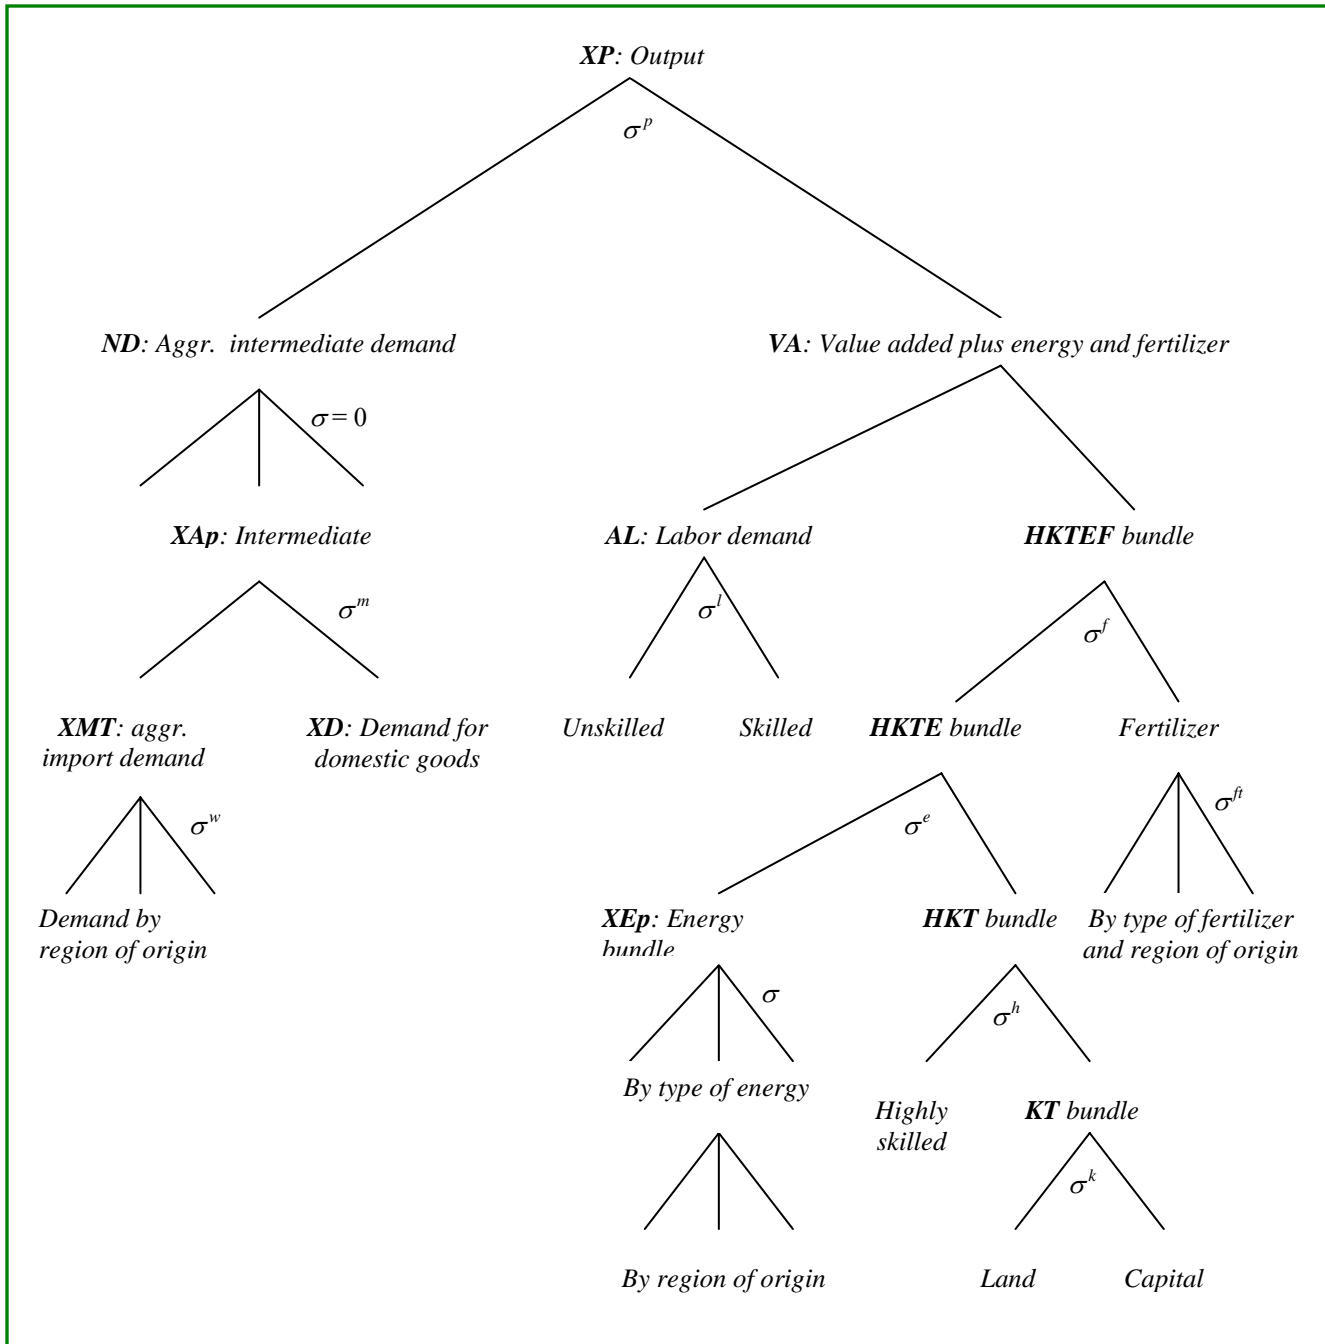 XP: Output
σ^p
ND: Aggr. intermediate demand
VA: Value added plus energy and fertilizer
σ = 0
XAp: Intermediate
AL: Labor demand
HKTEF bundle
σ^m
σ^l
σ^f
XMT: aggr.
import demand
XD: Demand for
domestic goods
Unskilled
Skilled
HKTE bundle
Fertilizer
σ^w
σ^e
σ^ft
Demand by
region of origin
XEp: Energy
bundle
HKT bundle
By type of fertilizer
and region of origin
σ
σ^h
By type of energy
Highly
skilled
KT bundle
σ^k
By region of origin
Land
Capital